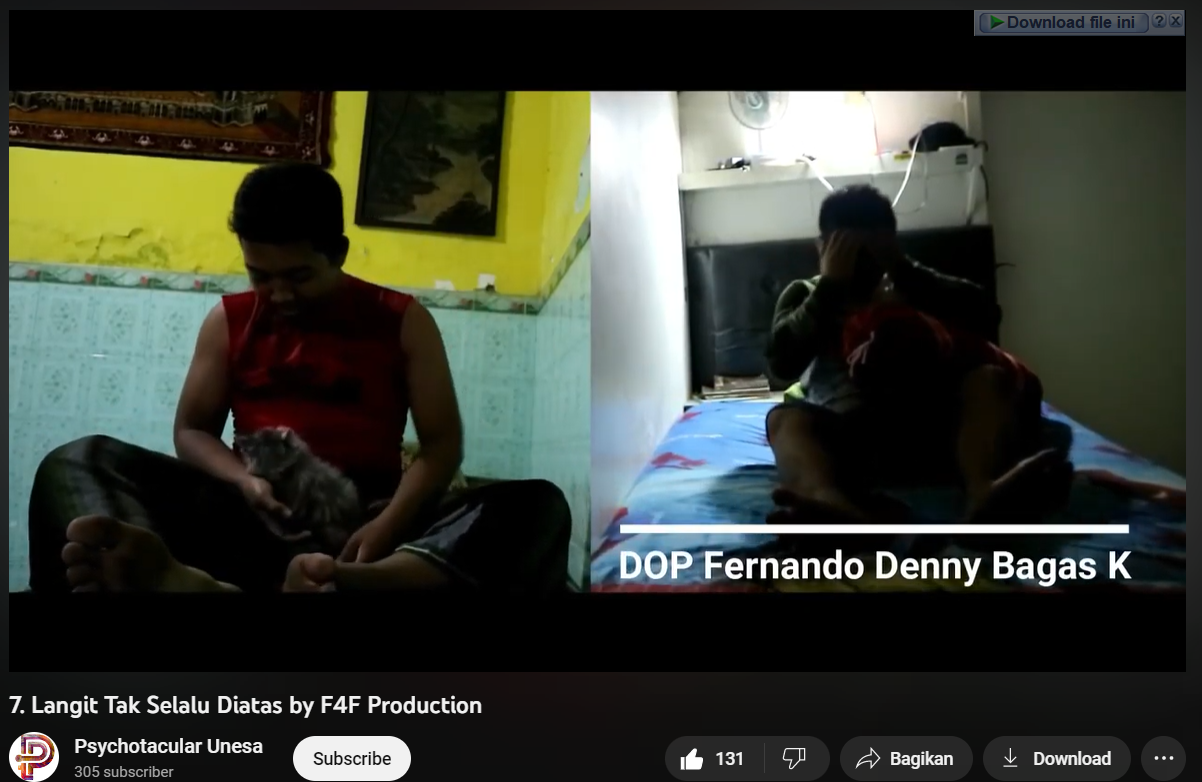 Download file ini ? X
DOP Fernando Denny Bagas K
7. Langit Tak Selalu Diatas by F4F Production
Psychotacular Unesa
305 subscriber
Subscribe
131
Bagikan
Download